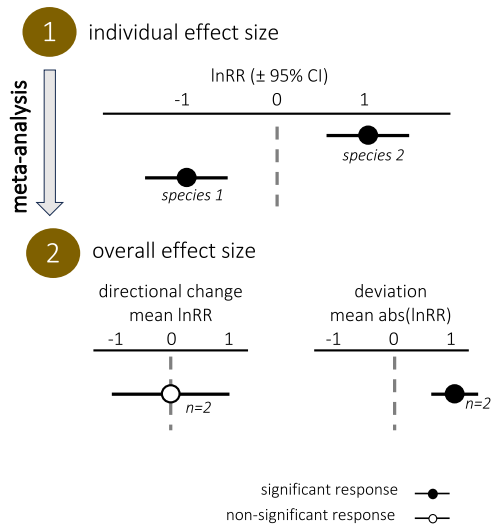 1 individual effect size
lnRR (± 95% CI)
-1 0 1
species 2
species 1
meta-analysis
2 overall effect size
directional change
mean lnRR
-1 0 1
n=2
deviation
mean abs(lnRR)
-1 0 1
n=2
significant response
non-significant response